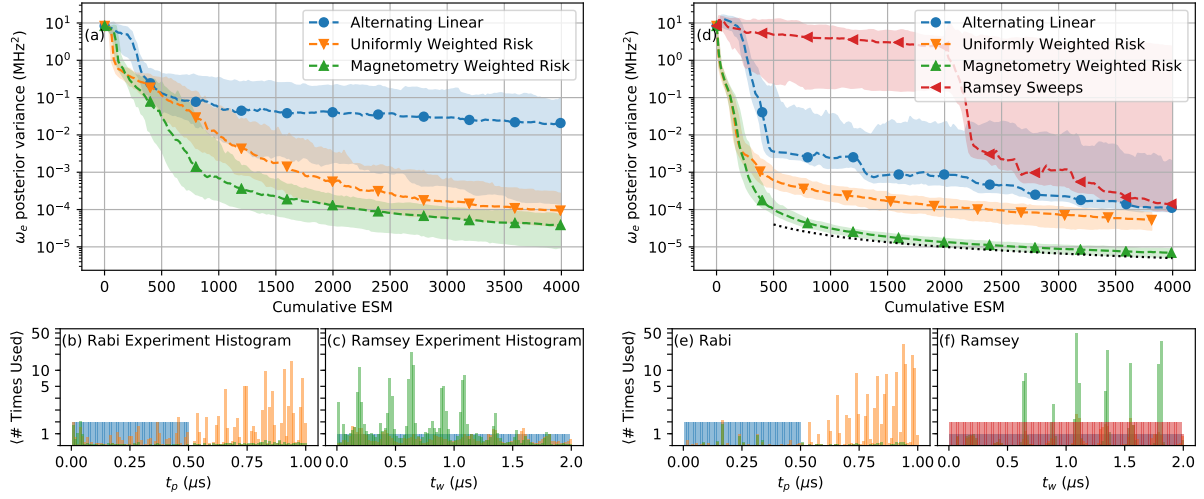 (a)
Alternating Linear
Uniformly Weighted Risk
Magnetometry Weighted Risk
10¹
10⁰
10⁻¹
10⁻²
10⁻³
10⁻⁴
10⁻⁵
ωₑ posterior variance (MHz²)
0 500 1000 1500 2000 2500 3000 3500 4000
Cumulative ESM
(d)
Alternating Linear
Uniformly Weighted Risk
Magnetometry Weighted Risk
Ramsey Sweeps
10¹
10⁰
10⁻¹
10⁻²
10⁻³
10⁻⁴
10⁻⁵
ωₑ posterior variance (MHz²)
0 500 1000 1500 2000 2500 3000 3500 4000
Cumulative ESM
(b) Rabi Experiment Histogram
50
10
5
1
⟨# Times Used⟩
0.00 0.25 0.50 0.75 1.00
tₚ (μs)
(c) Ramsey Experiment Histogram
0.0 0.5 1.0 1.5 2.0
t_w (μs)
(e) Rabi
50
10
5
1
⟨# Times Used⟩
0.00 0.25 0.50 0.75 1.00
tₚ (μs)
(f) Ramsey
0.0 0.5 1.0 1.5 2.0
t_w (μs)